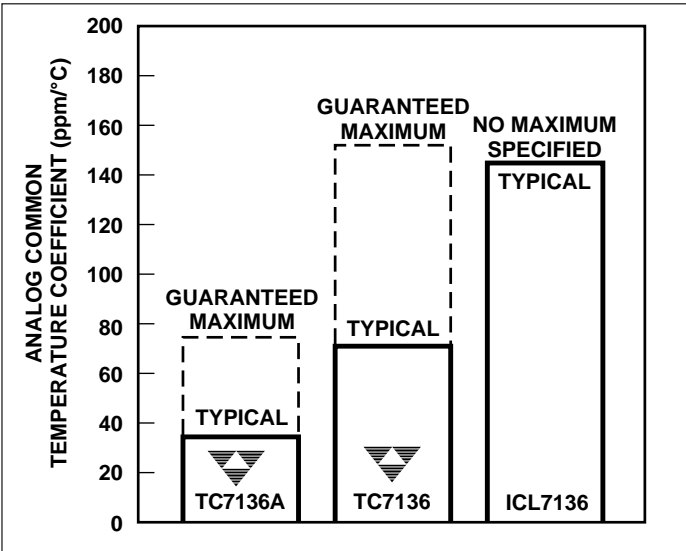 ANALOG COMMON
TEMPERATURE COEFFICIENT (ppm/°C)
200
180
160
140
120
100
80
60
40
20
0
GUARANTEED
MAXIMUM
TYPICAL
TC7136A
GUARANTEED
MAXIMUM
TYPICAL
TC7136
NO MAXIMUM
SPECIFIED
TYPICAL
ICL7136